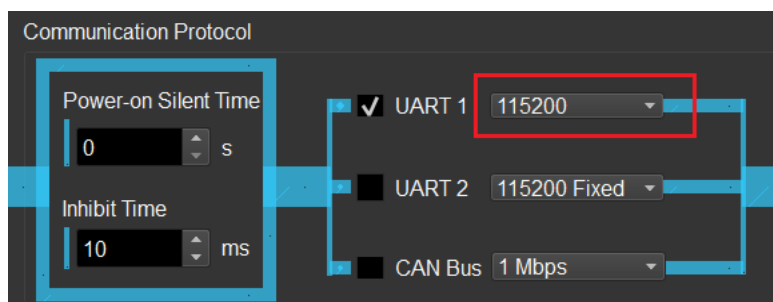 Communication Protocol
Power-on Silent Time
0 s
Inhibit Time
10 ms
UART 1 115200
UART 2 115200 Fixed
CAN Bus 1 Mbps